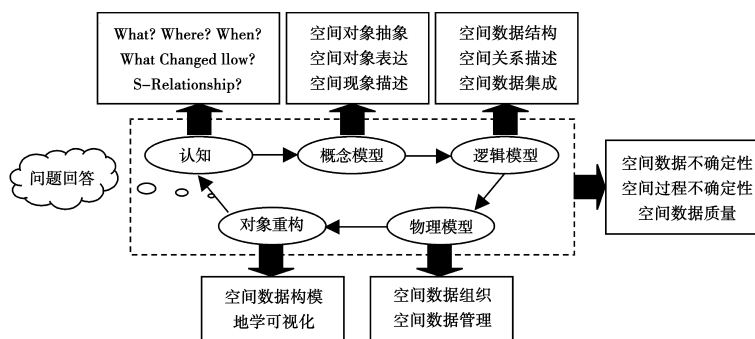 What? Where? When?
What Changed llow?
S-Relationship?
空间对象抽象
空间对象表达
空间现象描述
空间数据结构
空间关系描述
空间数据集成
问题回答
认知
概念模型
逻辑模型
对象重构
物理模型
空间数据不确定性
空间过程不确定性
空间数据质量
空间数据构模
地学可视化
空间数据组织
空间数据管理